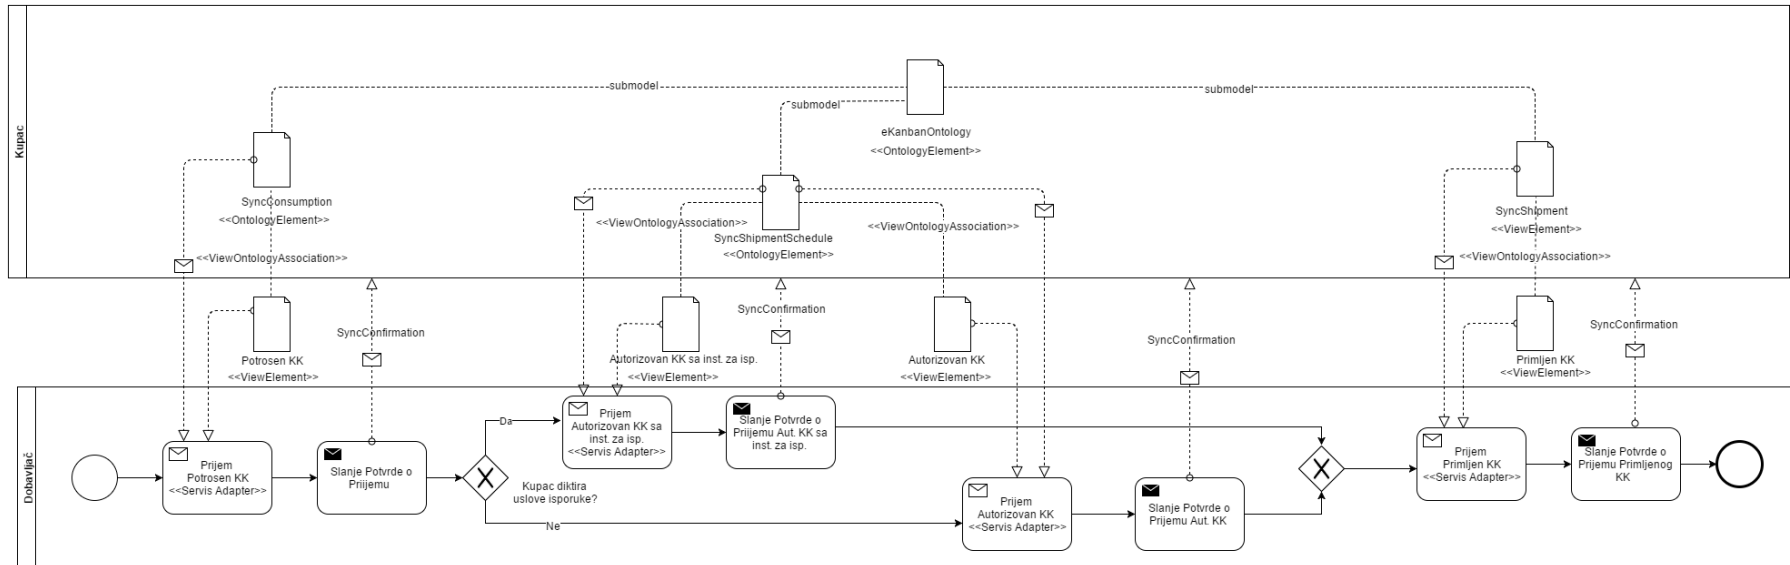 Kupac
submodel
submodel
submodel
eKanbanOntology
<<OntologyElement>>
SyncConsumption
<<OntologyElement>>
<<ViewOntologyAssociation>>
<<ViewOntologyAssociation>>
SyncShipmentSchedule
<<OntologyElement>>
<<ViewOntologyAssociation>>
SyncShipment
<<ViewElement>>
<<ViewOntologyAssociation>>
Potrosen KK
<<ViewElement>>
SyncConfirmation
Autorizovan KK sa inst. za isp.
<<ViewElement>>
SyncConfirmation
Autorizovan KK
<<ViewElement>>
SyncConfirmation
Primljen KK
<<ViewElement>>
SyncConfirmation
Dobavljač
Prijem
Potrosen KK
<<Servis Adapter>>
Slanje Potvrde o
Priijemu
Kupac diktira
uslove isporuke?
Da
Ne
Prijem
Autorizovan KK sa
inst. za isp.
<<Servis Adapter>>
Slanje Potvrde o
Priijemu Aut. KK sa
inst. za isp.
Prijem
Autorizovan KK
<<Servis Adapter>>
Slanje Potvrde o
Prijemu Aut. KK
Prijem
Primljen KK
<<Servis Adapter>>
Slanje Potvrde o
Prijemu Primljenog
KK